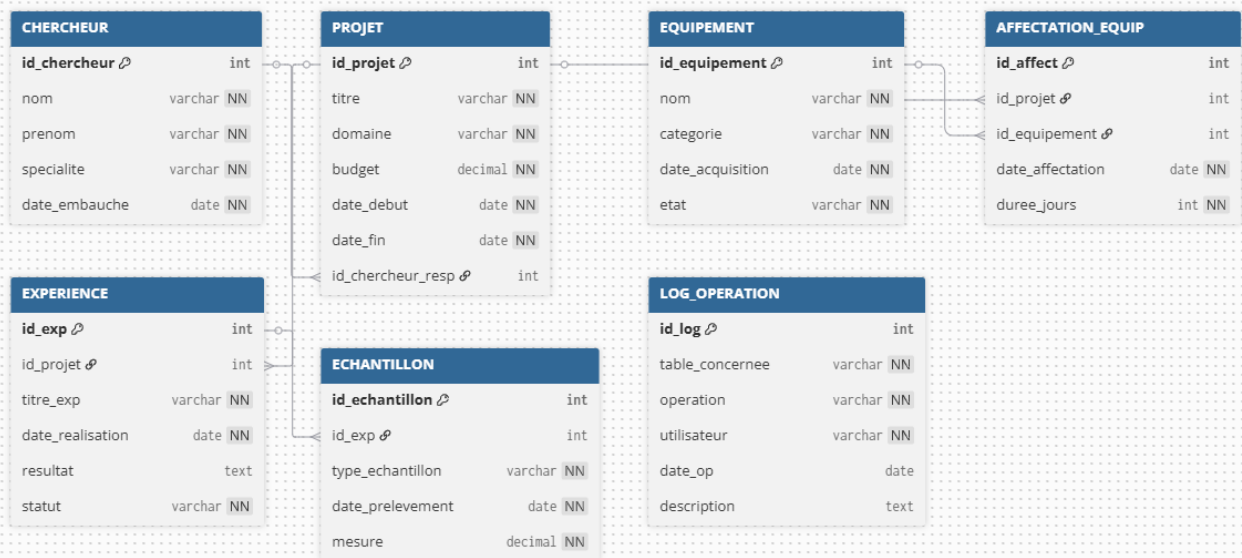 CHERCHEUR
id_chercheur int
nom varchar NN
prenom varchar NN
specialite varchar NN
date_embauche date NN
PROJET
id_projet int
titre varchar NN
domaine varchar NN
budget decimal NN
date_debut date NN
date_fin date NN
id_chercheur_resp int
EQUIPEMENT
id_equipement int
nom varchar NN
categorie varchar NN
date_acquisition date NN
etat varchar NN
AFFECTATION_EQUIP
id_affect int
id_projet int
id_equipement int
date_affectation date NN
duree_jours int NN
EXPERIENCE
id_exp int
id_projet int
titre_exp varchar NN
date_realisation date NN
resultat text
statut varchar NN
ECHANTILLON
id_echantillon int
id_exp int
type_echantillon varchar NN
date_prelevement date NN
mesure decimal NN
LOG_OPERATION
id_log int
table_concernee varchar NN
operation varchar NN
utilisateur varchar NN
date_op date
description text